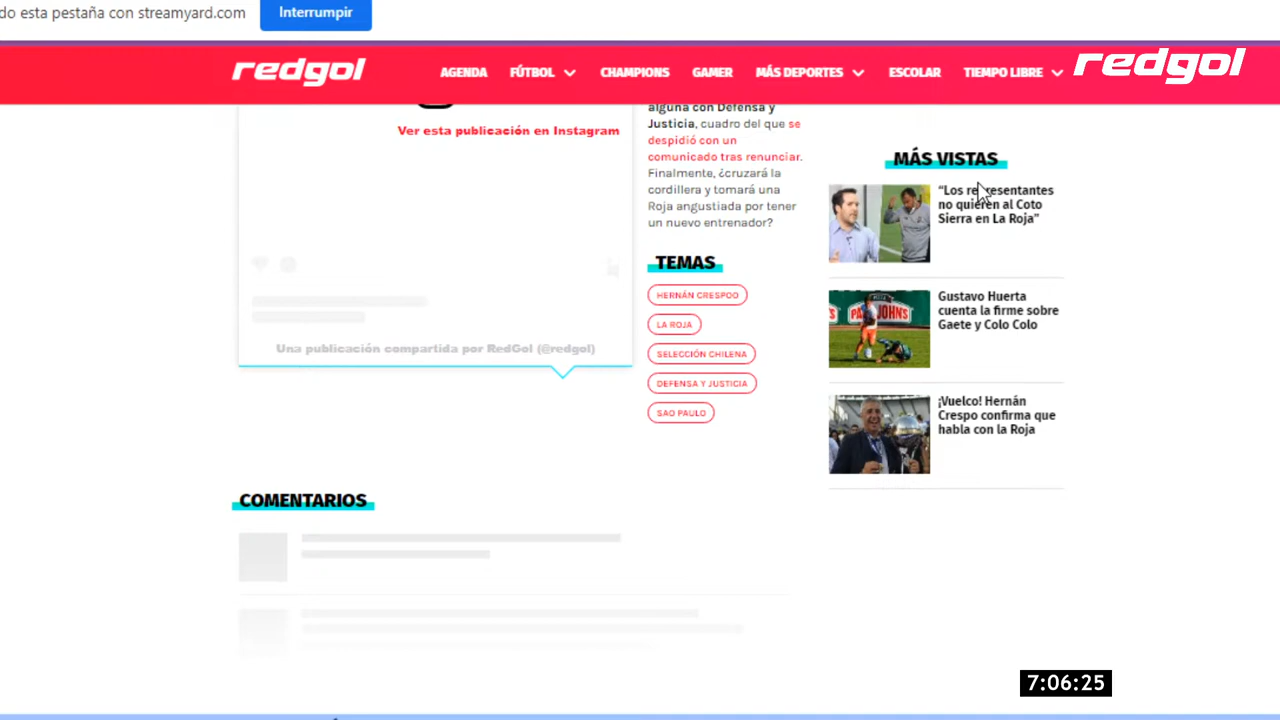 do esta pestaña con streamyard.com
Interrumpir
redgol
AGENDA
FÚTBOL
CHAMPIONS
GAMER
MÁS DEPORTES
ESCOLAR
TIEMPO LIBRE
redgol
Ver esta publicación en Instagram
Una publicación compartida por RedGol (@redgol)
alguna con Defensa y
Justicia, cuadro del que se
despidió con un
comunicado tras renunciar.
Finalmente, ¿cruzará la
cordillera y tomará una
Roja angustiada por tener
un nuevo entrenador?
TEMAS
HERNÁN CRESPOO
LA ROJA
SELECCIÓN CHILENA
DEFENSA Y JUSTICIA
SAO PAULO
MÁS VISTAS
“Los representantes
no quieren al Coto
Sierra en La Roja”
Gustavo Huerta
cuenta la firme sobre
Gaete y Colo Colo
PAPA JOHN'S
¡Vuelco! Hernán
Crespo confirma que
habla con la Roja
COMENTARIOS
7:06:25